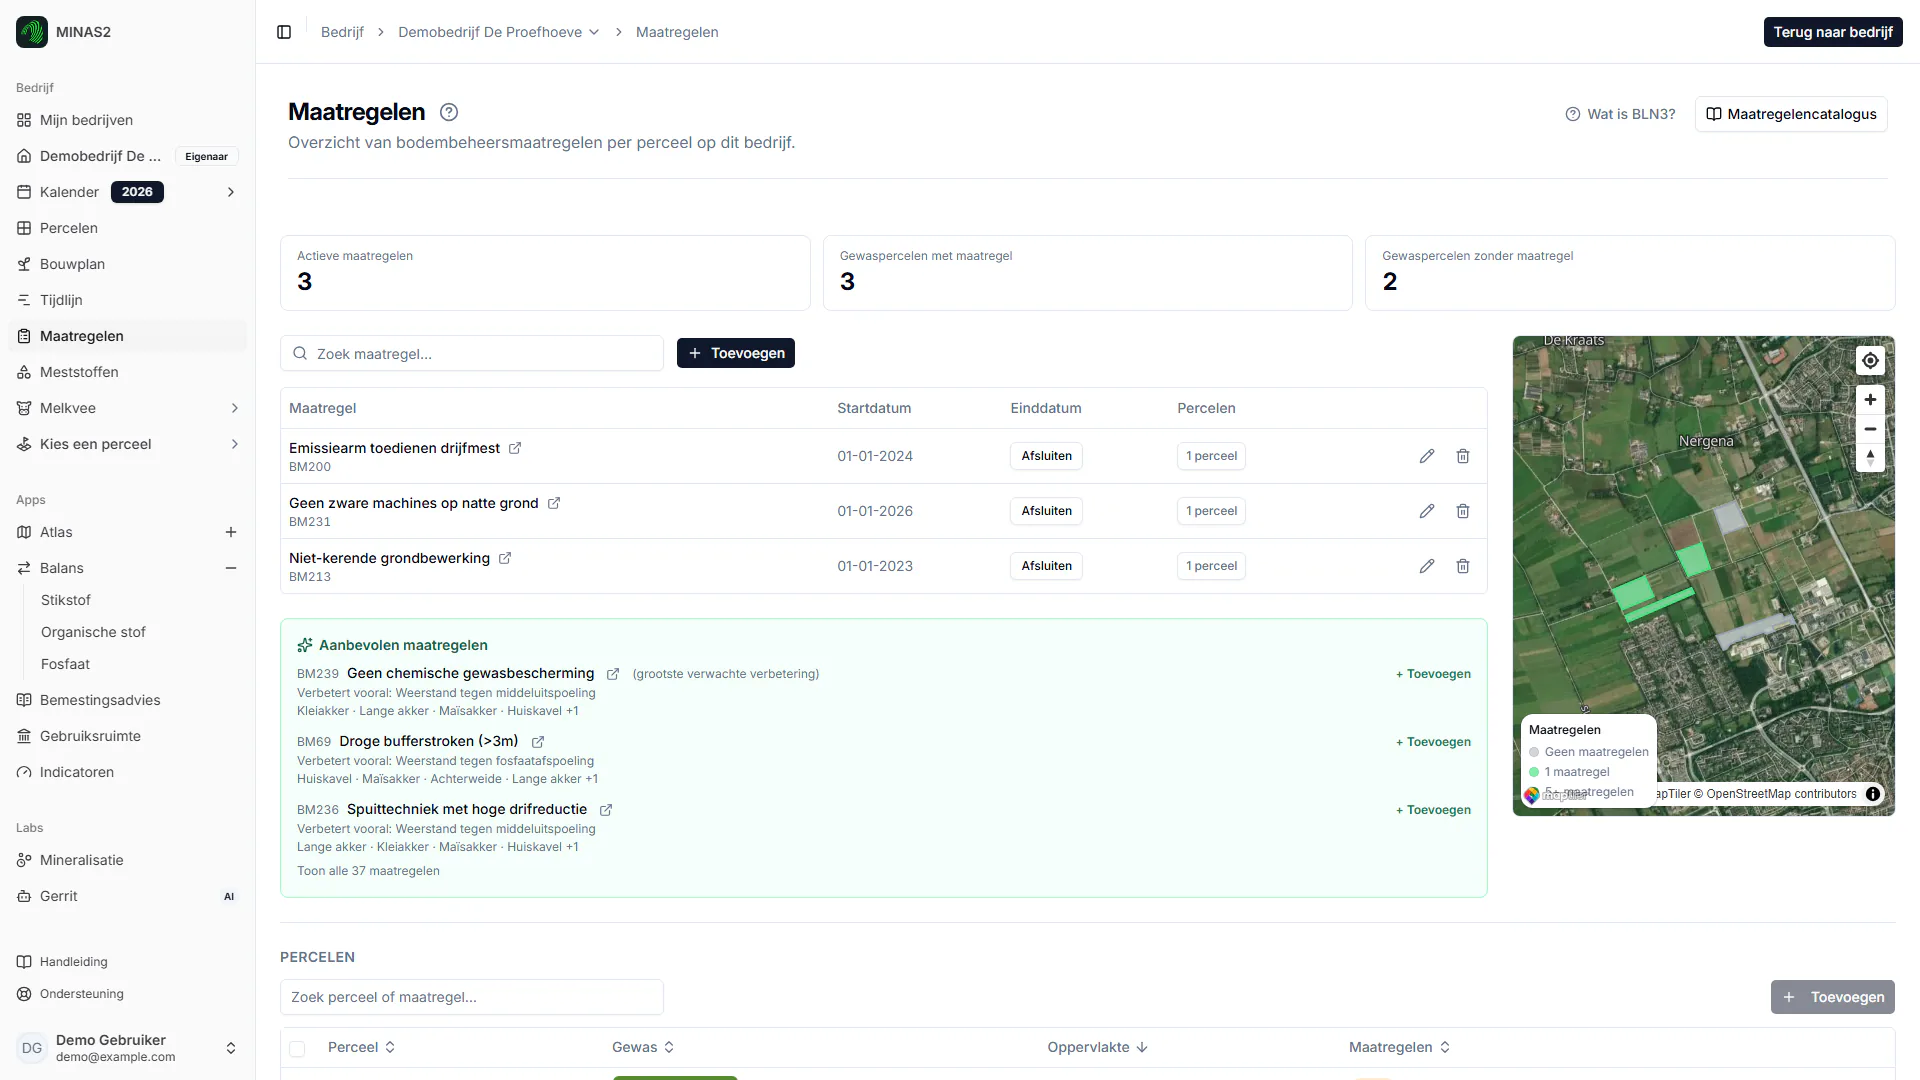 MINAS2
Bedrijf
Mijn bedrijven
Demobedrijf De ... Eigenaar
Kalender 2026
Percelen
Bouwplan
Tijdlijn
Maatregelen
Meststoffen
Melkvee
Kies een perceel
Apps
Atlas
Balans
Stikstof
Organische stof
Fosfaat
Bemestingsadvies
Gebruiksruimte
Indicatoren
Labs
Mineralisatie
Gerrit AI
Handleiding
Ondersteuning
DG Demo Gebruiker
demo@example.com
Bedrijf > Demobedrijf De Proefhoeve > Maatregelen
Terug naar bedrijf
Maatregelen
Overzicht van bodembeheersmaatregelen per perceel op dit bedrijf.
Wat is BLN3?
Maatregelencatalogus
Actieve maatregelen
3
Gewaspercelen met maatregel
3
Gewaspercelen zonder maatregel
2
Zoek maatregel...
+ Toevoegen
Maatregel Startdatum Einddatum Percelen
Emissiearm toedienen drijfmest
BM200
01-01-2024 Afsluiten 1 perceel
Geen zware machines op natte grond
BM231
01-01-2026 Afsluiten 1 perceel
Niet-kerende grondbewerking
BM213
01-01-2023 Afsluiten 1 perceel
Aanbevolen maatregelen
BM239 Geen chemische gewasbescherming (grootste verwachte verbetering) + Toevoegen
Verbetert vooral: Weerstand tegen middeluitspoeling
Kleiakker · Lange akker · Maïsakker · Huiskavel +1
BM69 Droge bufferstroken (>3m) + Toevoegen
Verbetert vooral: Weerstand tegen fosfaatafspoeling
Huiskavel · Maïsakker · Achterweide · Lange akker +1
BM236 Spuittechniek met hoge driftreductie + Toevoegen
Verbetert vooral: Weerstand tegen middeluitspoeling
Lange akker · Kleiakker · Maïsakker · Huiskavel +1
Toon alle 37 maatregelen
De Kraats
Nergena
Maatregelen
Geen maatregelen
1 maatregel
5+ maatregelen
apTiler © OpenStreetMap contributors
PERCELEN
Zoek perceel of maatregel...
+ Toevoegen
Perceel Gewas Oppervlakte Maatregelen